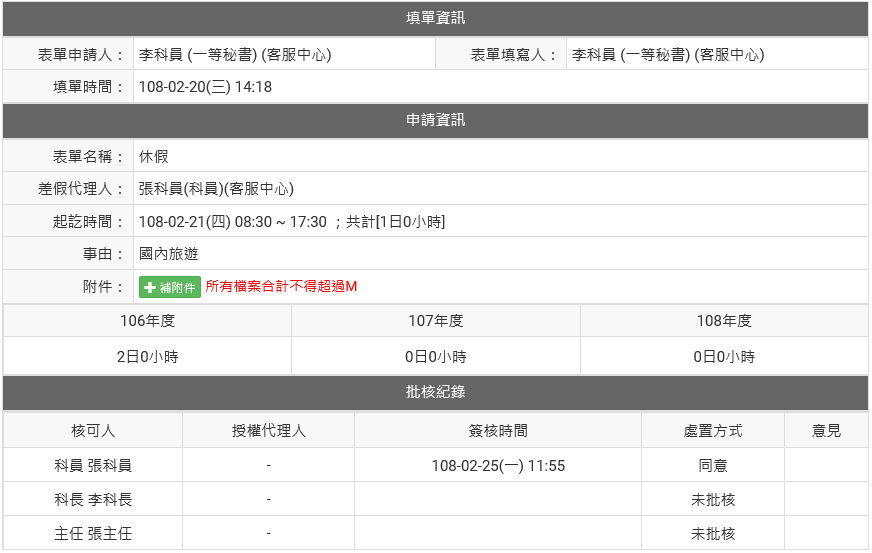 填單資訊
表單申請人： 李科員 (一等秘書) (客服中心) 表單填寫人： 李科員 (一等秘書) (客服中心)
填單時間： 108-02-20(三) 14:18
申請資訊
表單名稱： 休假
差假代理人： 張科員(科員)(客服中心)
起訖時間： 108-02-21(四) 08:30 ~ 17:30 ；共計[1日0小時]
事由： 國內旅遊
附件： 補附件 所有檔案合計不得超過M
106年度 107年度 108年度
2日0小時 0日0小時 0日0小時
批核紀錄
核可人 授權代理人 簽核時間 處置方式 意見
科員 張科員 - 108-02-25(一) 11:55 同意
科長 李科長 - 未批核
主任 張主任 - 未批核